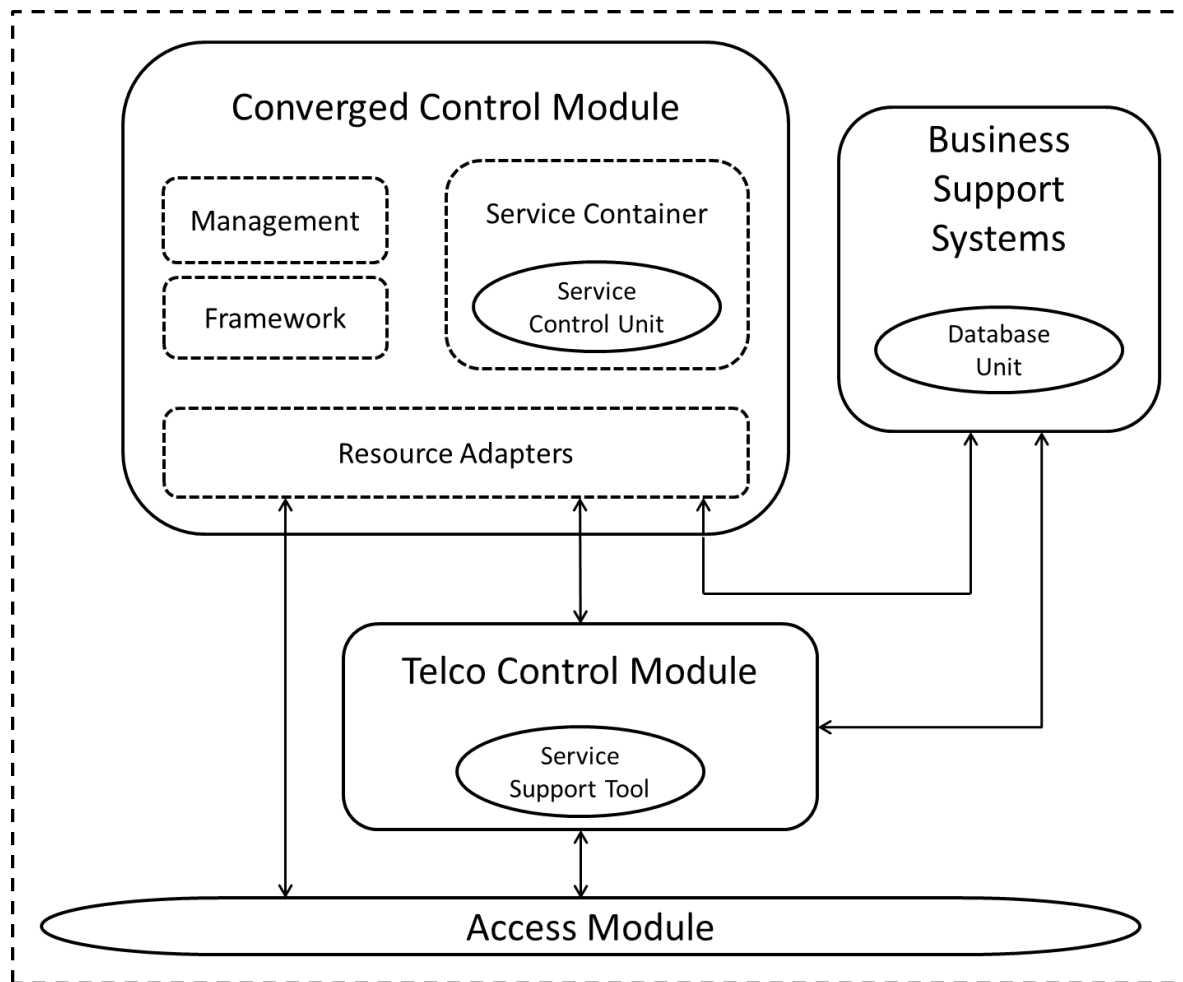 Converged Control Module
Management
Framework
Service Container
Service
Control Unit
Resource Adapters
Business
Support
Systems
Database
Unit
Telco Control Module
Service
Support Tool
Access Module